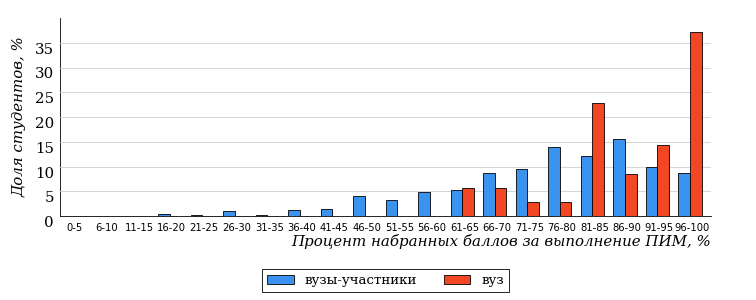 Доля студентов, %
35
30
25
20
15
10
5
0
0-5 6-10 11-15 16-20 21-25 26-30 31-35 36-40 41-45 46-50 51-55 56-60 61-65 66-70 71-75 76-80 81-85 86-90 91-95 96-100
Процент набранных баллов за выполнение ПИМ, %
вузы-участники вуз